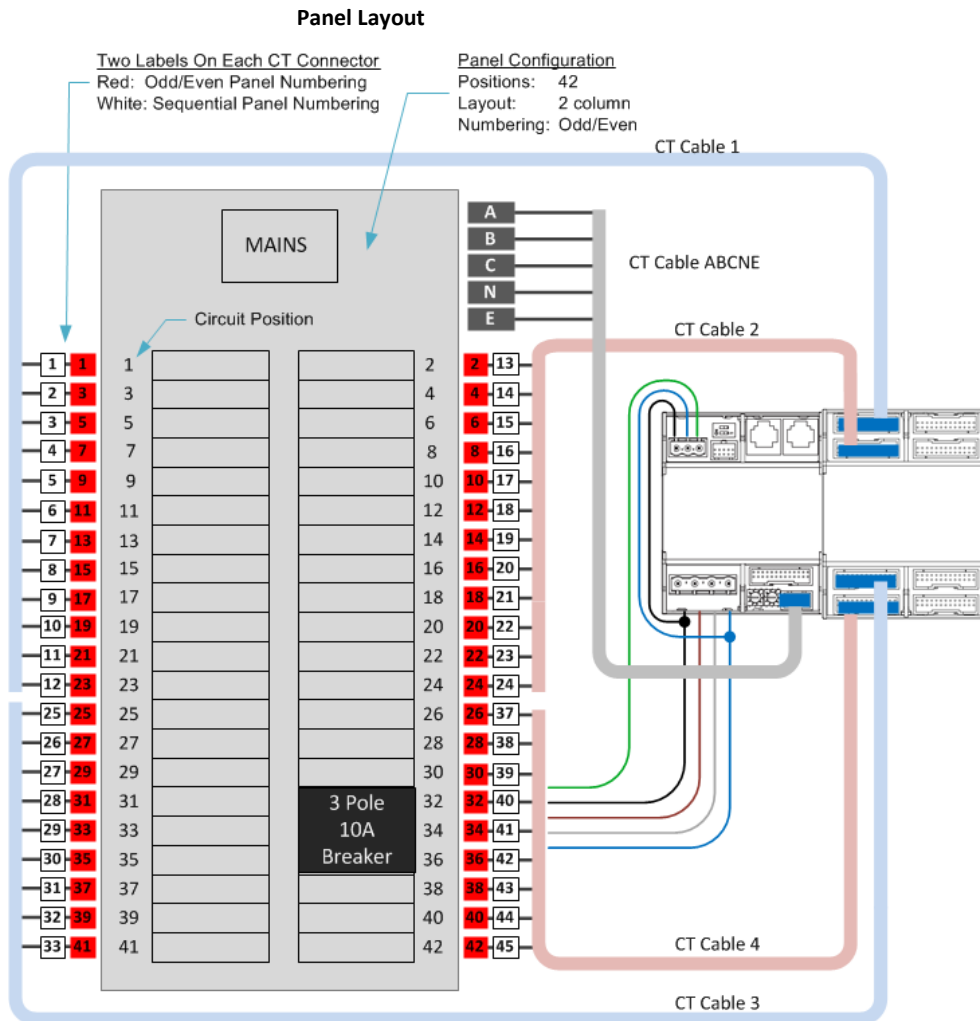 Panel Layout
Two Labels On Each CT Connector
Red: Odd/Even Panel Numbering
White: Sequential Panel Numbering
Panel Configuration
Positions: 42
Layout: 2 column
Numbering: Odd/Even
CT Cable 1
MAINS
A
B
C
N
E
CT Cable ABCNE
Circuit Position
CT Cable 2
1 1 1 2 2 13
2 3 3 4 4 14
3 5 5 6 6 15
4 7 7 8 8 16
5 9 9 10 10 17
6 11 11 12 12 18
7 13 13 14 14 19
8 15 15 16 16 20
9 17 17 18 18 21
10 19 19 20 20 22
11 21 21 22 22 23
12 23 23 24 24 24
25 25 25 26 26 37
26 27 27 28 28 38
27 29 29 30 30 39
28 31 31 3 Pole 32 32 40
29 33 33 10A 34 34 41
30 35 35 Breaker 36 36 42
31 37 37 38 38 43
32 39 39 40 40 44
33 41 41 42 42 45
CT Cable 4
CT Cable 3